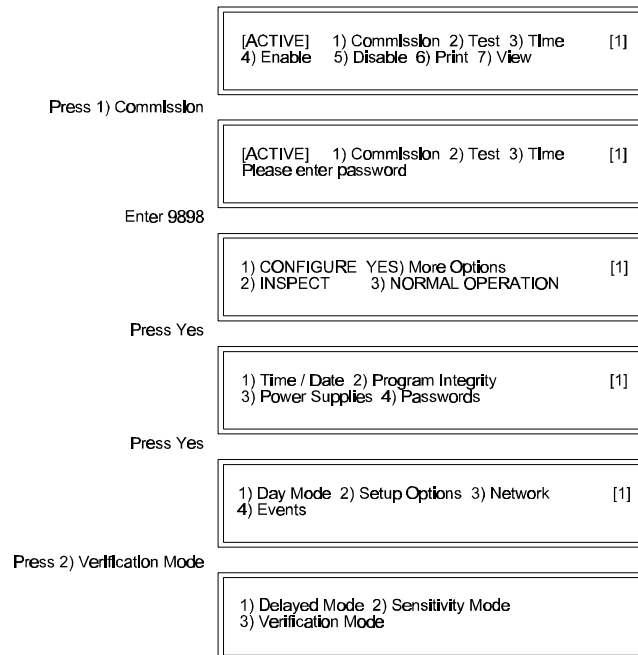 [ACTIVE] 1) Commission 2) Test 3) Time [1]
4) Enable 5) Disable 6) Print 7) View
Press 1) Commission
[ACTIVE] 1) Commission 2) Test 3) Time [1]
Please enter password
Enter 9898
1) CONFIGURE YES) More Options [1]
2) INSPECT 3) NORMAL OPERATION
Press Yes
1) Time / Date 2) Program Integrity [1]
3) Power Supplies 4) Passwords
Press Yes
1) Day Mode 2) Setup Options 3) Network [1]
4) Events
Press 2) Verification Mode
1) Delayed Mode 2) Sensitivity Mode
3) Verification Mode